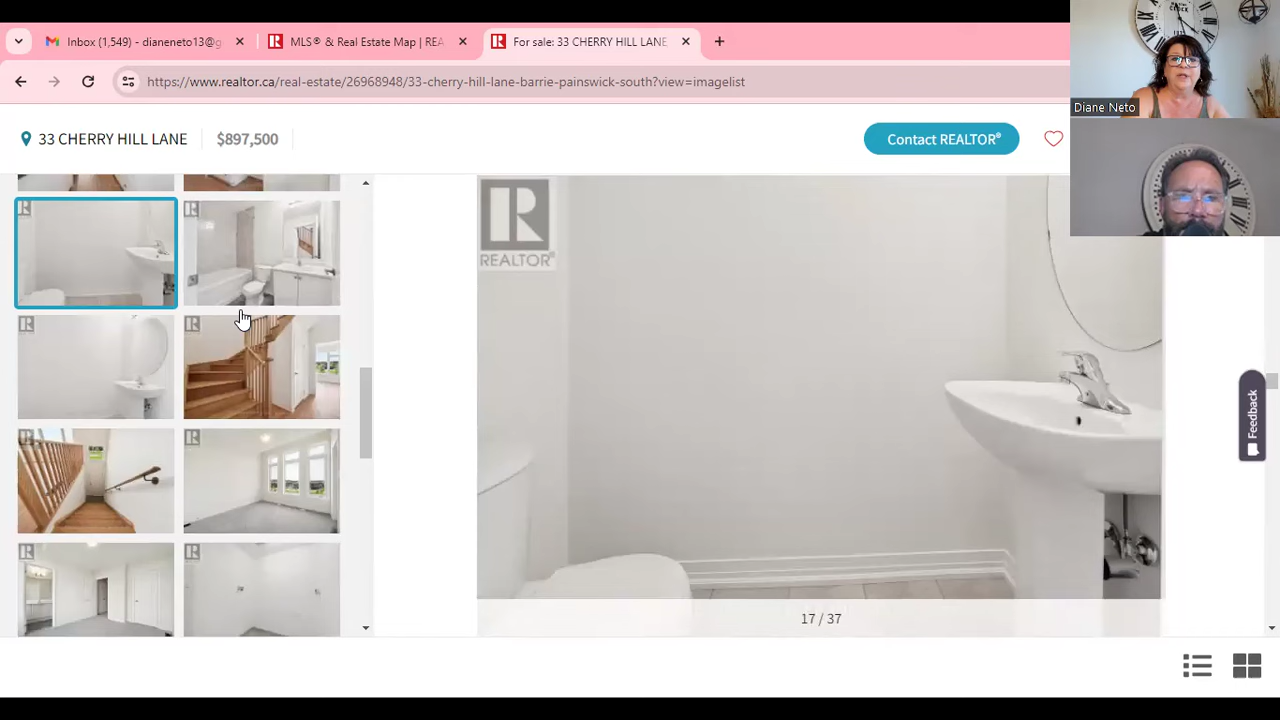 Inbox (1,549) - dianeneto13@g
MLS® & Real Estate Map | REA
For sale: 33 CHERRY HILL LANE
https://www.realtor.ca/real-estate/26968948/33-cherry-hill-lane-barrie-painswick-south?view=imagelist
33 CHERRY HILL LANE
$897,500
Contact REALTOR®
Diane Neto
REALTOR®
Feedback
17 / 37